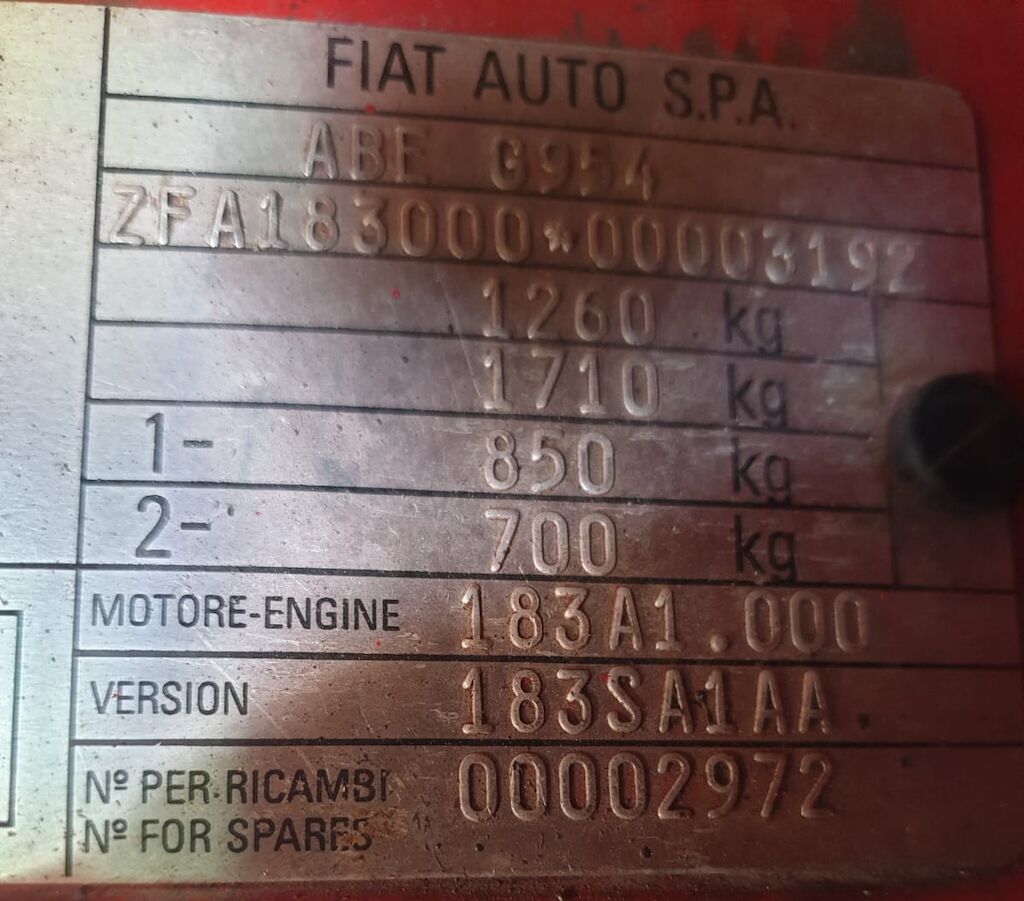 FIAT AUTO S.P.A.
ABE G954
ZFA183000*00003192
1260 kg
1710 kg
1- 850 kg
2- 700 kg
MOTORE-ENGINE 183A1.000
VERSION 183SA1AA
Nº PER RICAMBI 00002972
Nº FOR SPARES